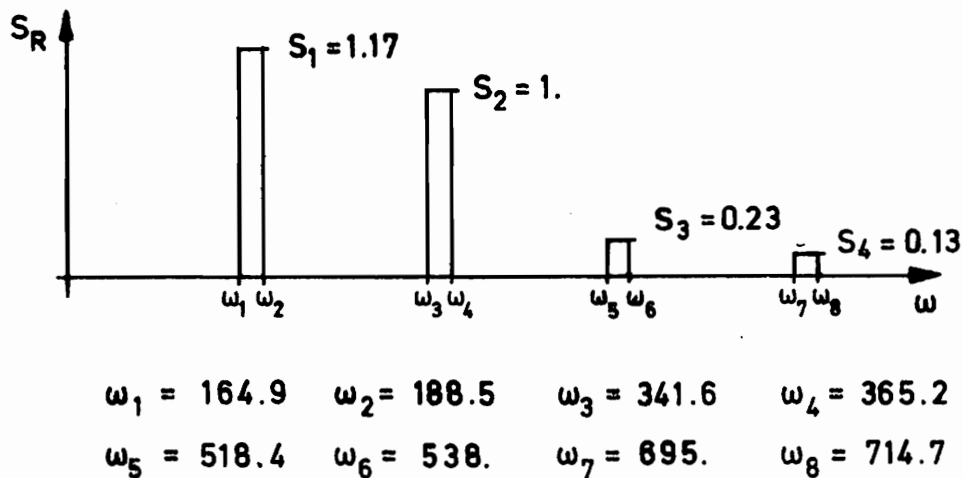 S_R
S_1 = 1.17
S_2 = 1.
S_3 = 0.23
S_4 = 0.13
ω_1 ω_2 ω_3 ω_4 ω_5 ω_6 ω_7 ω_8 ω
ω_1 = 164.9 ω_2 = 188.5 ω_3 = 341.6 ω_4 = 365.2
ω_5 = 518.4 ω_6 = 538. ω_7 = 695. ω_8 = 714.7